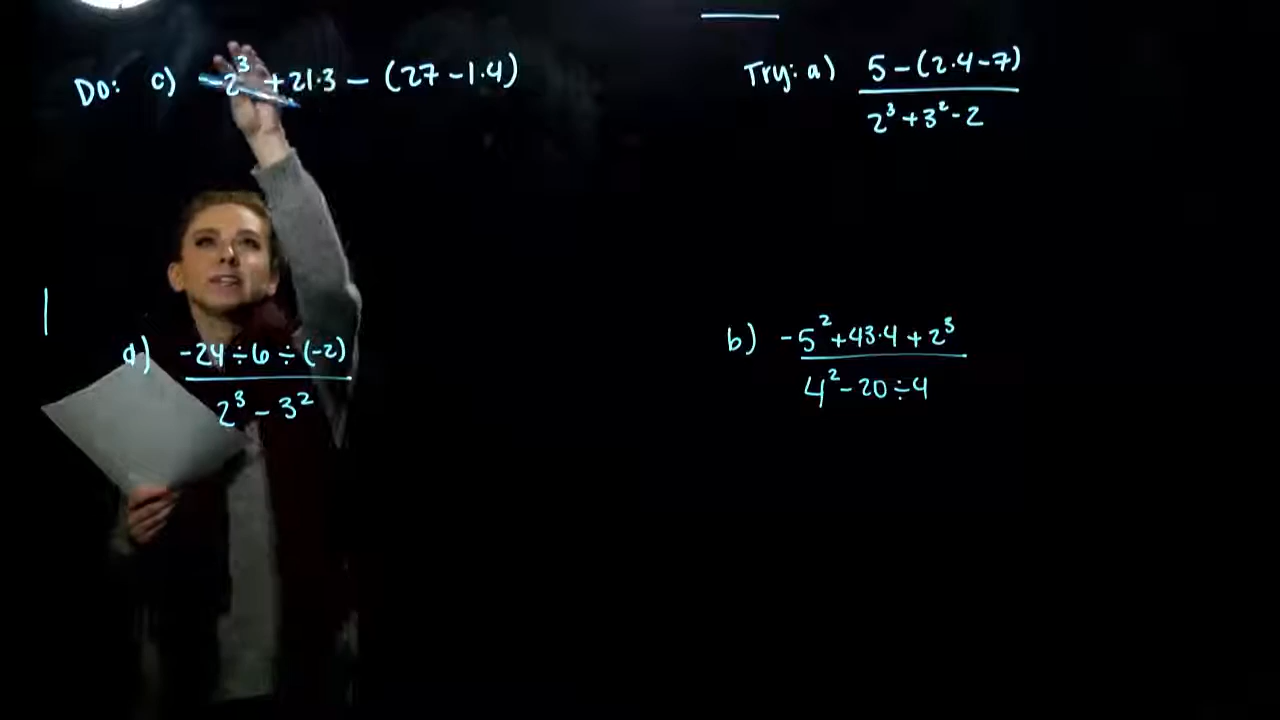 Do: c) -2³ + 21·3 - (27 - 1·4)
d) -24 ÷ 6 ÷ (-2)
2³ - 3²
Try: a) 5 - (2·4 - 7)
2³ + 3² - 2
b) -5² + 43·4 + 2³
4² - 20 ÷ 4